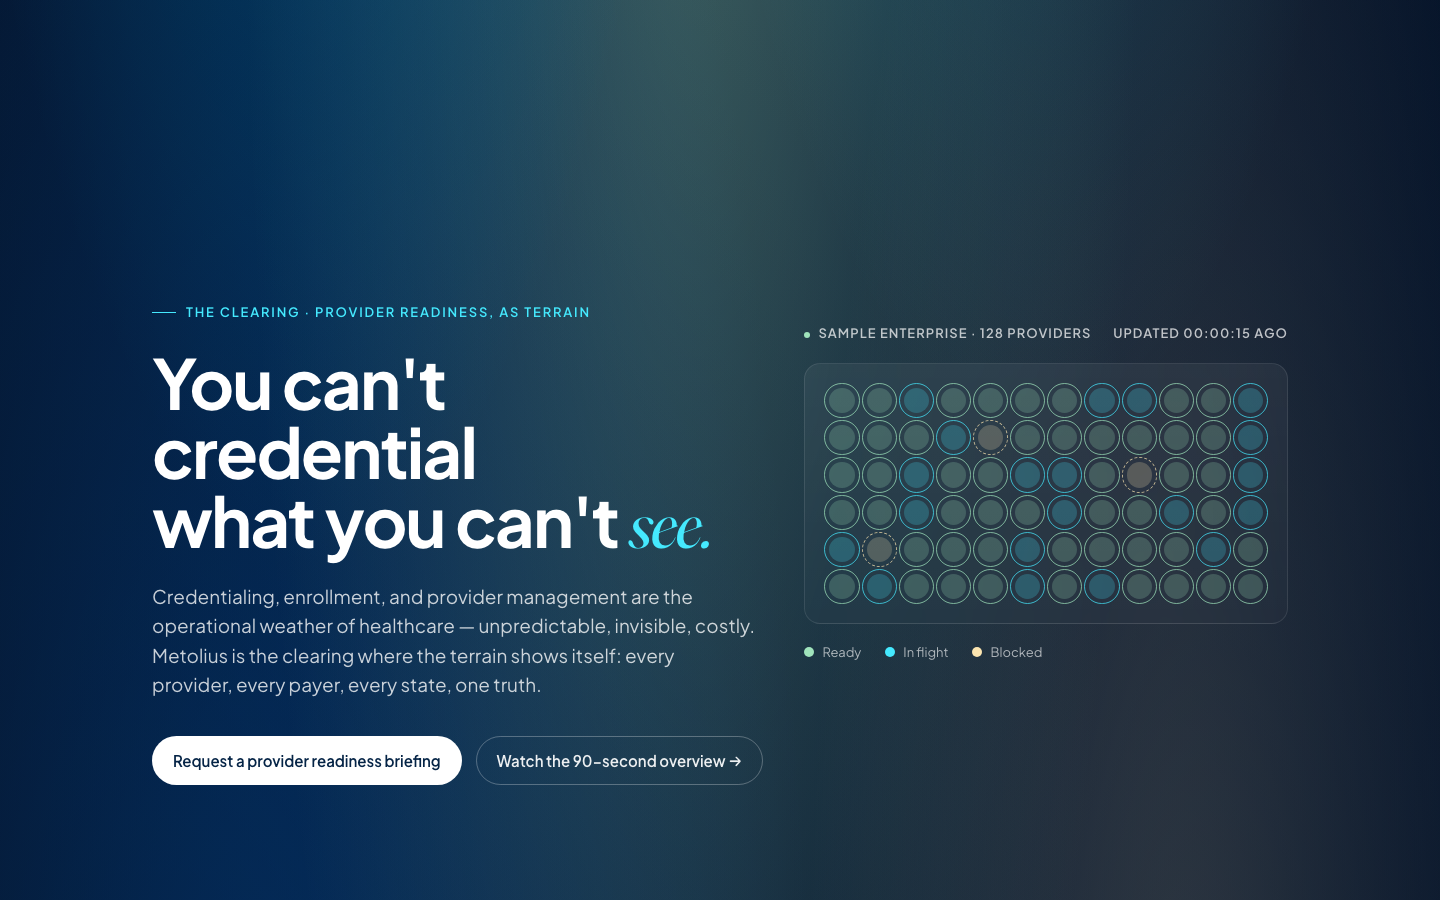 THE CLEARING · PROVIDER READINESS, AS TERRAIN
You can't
credential
what you can't see.
Credentialing, enrollment, and provider management are the
operational weather of healthcare — unpredictable, invisible, costly.
Metolius is the clearing where the terrain shows itself: every
provider, every payer, every state, one truth.
Request a provider readiness briefing
Watch the 90-second overview →
SAMPLE ENTERPRISE · 128 PROVIDERS
UPDATED 00:00:15 AGO
Ready
In flight
Blocked